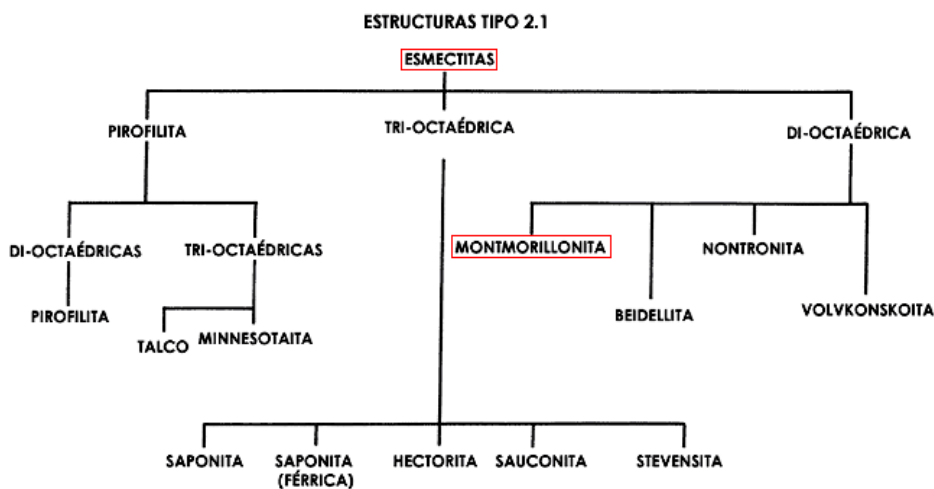 ESTRUCTURAS TIPO 2.1
ESMECTITAS
PIROFILITA
TRI-OCTAÉDRICA
DI-OCTAÉDRICA
DI-OCTAÉDRICAS
TRI-OCTAÉDRICAS
MONTMORILLONITA
NONTRONITA
PIROFILITA
TALCO
MINNESOTAITA
BEIDELLITA
VOLVKONSKOITA
SAPONITA
SAPONITA
(FÉRRICA)
HECTORITA
SAUCONITA
STEVENSITA